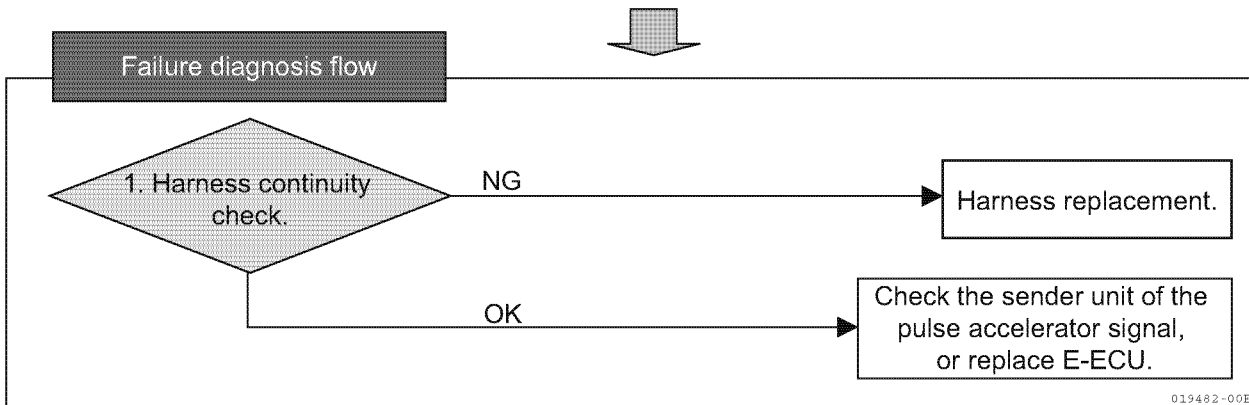 Failure diagnosis flow
1. Harness continuity
check.
NG
Harness replacement.
OK
Check the sender unit of the
pulse accelerator signal,
or replace E-ECU.
019482-00E